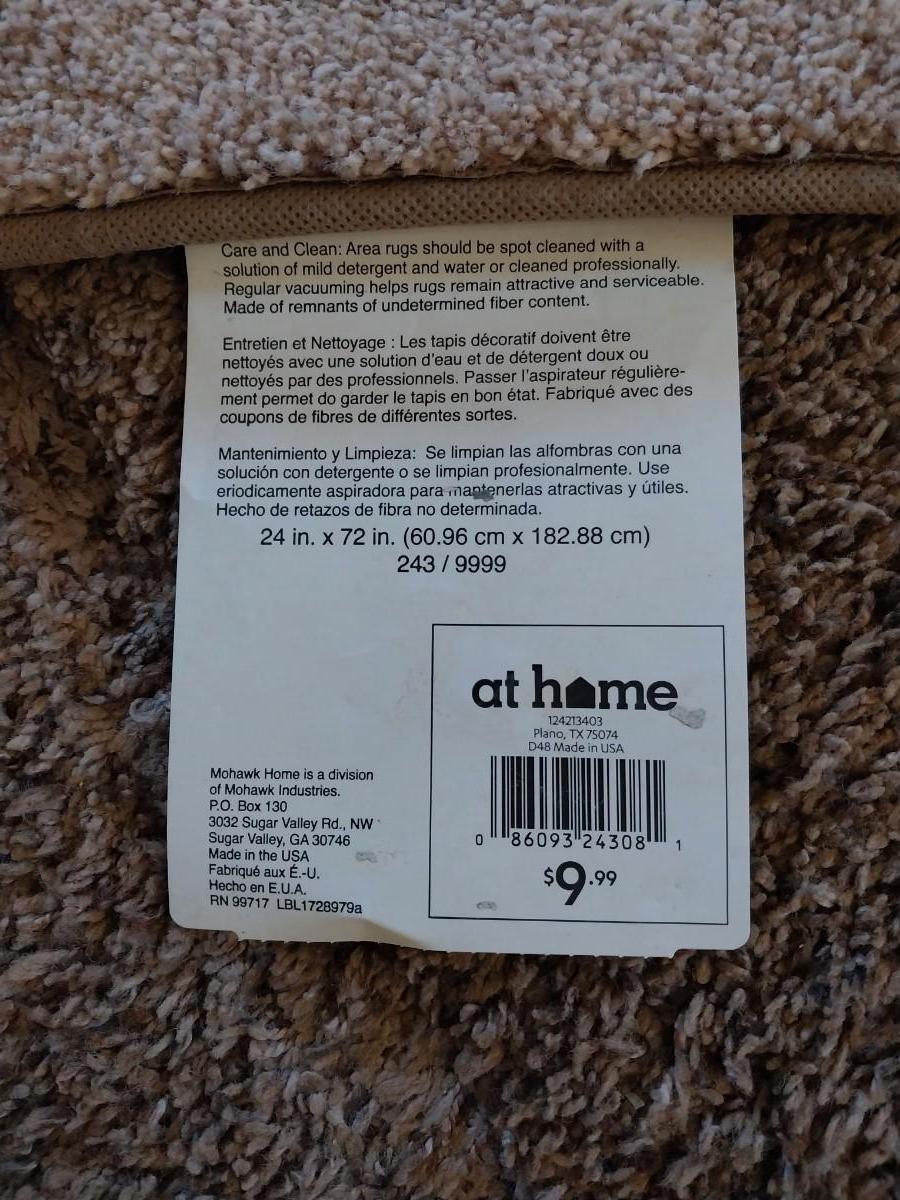 Care and Clean: Area rugs should be spot cleaned with a
solution of mild detergent and water or cleaned professionally.
Regular vacuuming helps rugs remain attractive and serviceable.
Made of remnants of undetermined fiber content.
Entretien et Nettoyage : Les tapis décoratif doivent être
nettoyés avec une solution d'eau et de détergent doux ou
nettoyés par des professionnels. Passer l'aspirateur régulière-
ment permet do garder le tapis en bon état. Fabriqué avec des
coupons de fibres de différentes sortes.
Mantenimiento y Limpieza: Se limpian las alfombras con una
solución con detergente o se limpian profesionalmente. Use
eriodicamente aspiradora para mantenerlas atractivas y útiles.
Hecho de retazos de fibra no determinada.
24 in. x 72 in. (60.96 cm x 182.88 cm)
243 / 9999
at home
124213403
Plano, TX 75074
D48 Made in USA
0 86093 24308 1
$9.99
Mohawk Home is a division
of Mohawk Industries.
P.O. Box 130
3032 Sugar Valley Rd., NW
Sugar Valley, GA 30746
Made in the USA
Fabriqué aux É.-U.
Hecho en E.U.A.
RN 99717 LBL1728979a